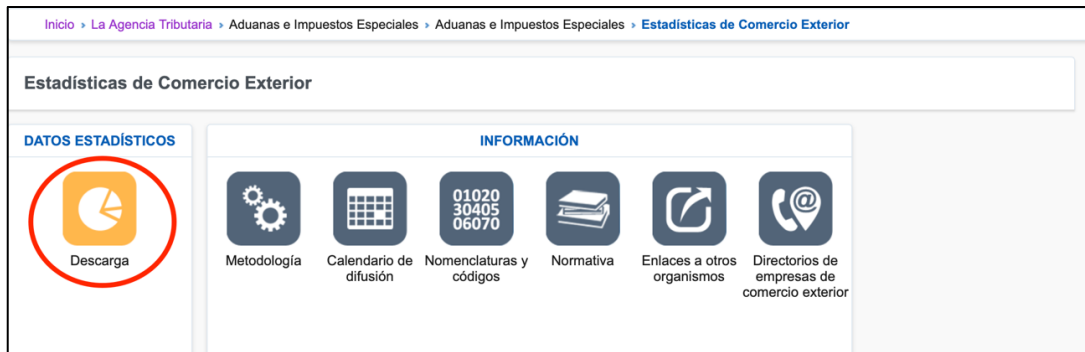 Inicio › La Agencia Tributaria › Aduanas e Impuestos Especiales › Aduanas e Impuestos Especiales › Estadísticas de Comercio Exterior
Estadísticas de Comercio Exterior
DATOS ESTADÍSTICOS
Descarga
INFORMACIÓN
Metodología
Calendario de
difusión
01020
30405
06070
Nomenclaturas y
códigos
Normativa
Enlaces a otros
organismos
@
Directorios de
empresas de
comercio exterior